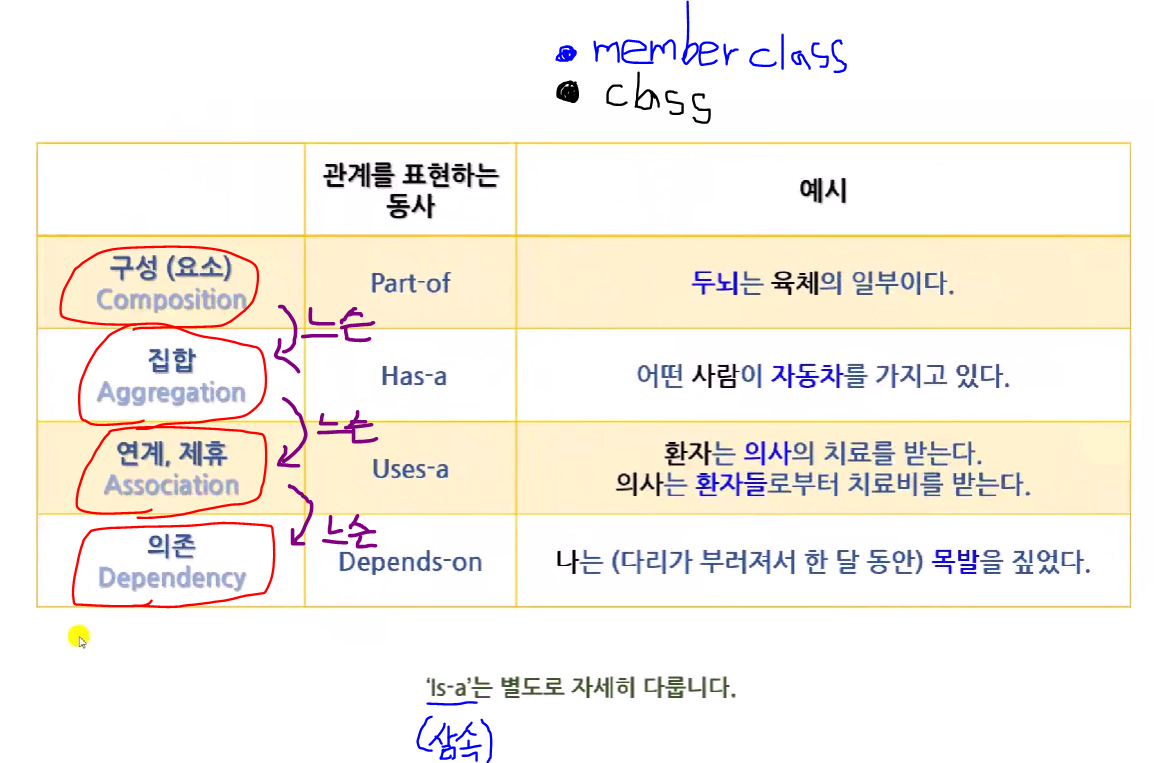 • member class
• class
관계를 표현하는
동사
예시
구성 (요소)
Composition
Part-of
두뇌는 육체의 일부이다.
느슨
집합
Aggregation
Has-a
어떤 사람이 자동차를 가지고 있다.
느슨
연계, 제휴
Association
Uses-a
환자는 의사의 치료를 받는다.
의사는 환자들로부터 치료비를 받는다.
느슨
의존
Dependency
Depends-on
나는 (다리가 부러져서 한 달 동안) 목발을 짚었다.
‘Is-a’는 별도로 자세히 다룹니다.
(상속)